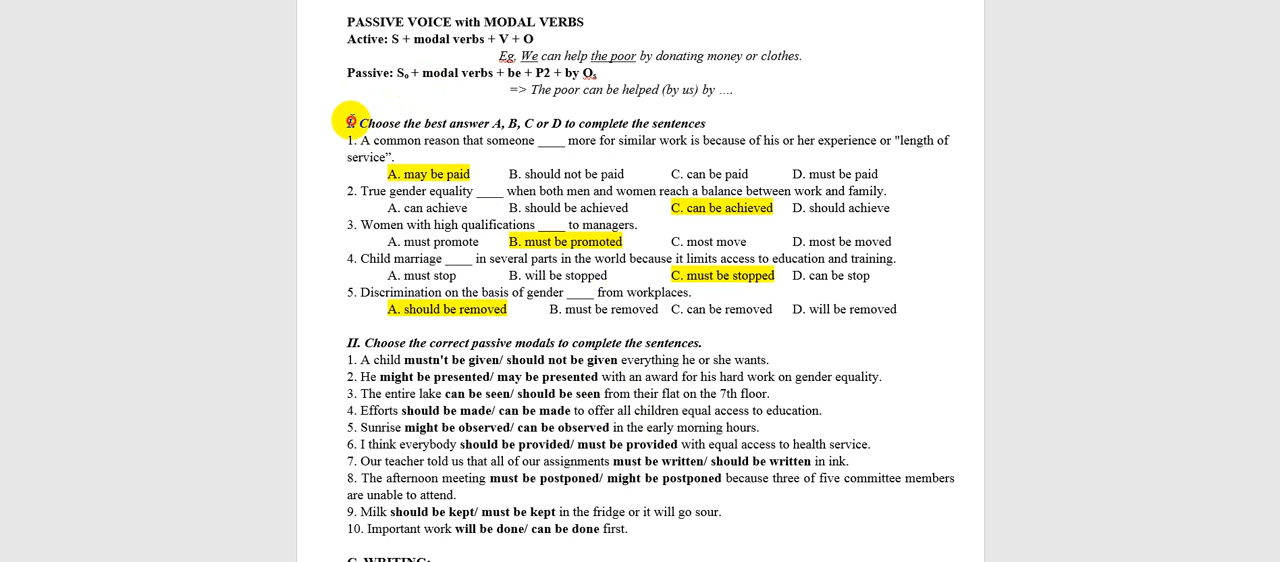 PASSIVE VOICE with MODAL VERBS
Active: S + modal verbs + V + O
Eg, We can help the poor by donating money or clothes.
Passive: So + modal verbs + be + P2 + by Os
=> The poor can be helped (by us) by ....
I. Choose the best answer A, B, C or D to complete the sentences
1. A common reason that someone ____ more for similar work is because of his or her experience or "length of
service”.
A. may be paid B. should not be paid C. can be paid D. must be paid
2. True gender equality ____ when both men and women reach a balance between work and family.
A. can achieve B. should be achieved C. can be achieved D. should achieve
3. Women with high qualifications ____ to managers.
A. must promote B. must be promoted C. most move D. most be moved
4. Child marriage ____ in several parts in the world because it limits access to education and training.
A. must stop B. will be stopped C. must be stopped D. can be stop
5. Discrimination on the basis of gender ____ from workplaces.
A. should be removed B. must be removed C. can be removed D. will be removed
II. Choose the correct passive modals to complete the sentences.
1. A child mustn't be given/ should not be given everything he or she wants.
2. He might be presented/ may be presented with an award for his hard work on gender equality.
3. The entire lake can be seen/ should be seen from their flat on the 7th floor.
4. Efforts should be made/ can be made to offer all children equal access to education.
5. Sunrise might be observed/ can be observed in the early morning hours.
6. I think everybody should be provided/ must be provided with equal access to health service.
7. Our teacher told us that all of our assignments must be written/ should be written in ink.
8. The afternoon meeting must be postponed/ might be postponed because three of five committee members
are unable to attend.
9. Milk should be kept/ must be kept in the fridge or it will go sour.
10. Important work will be done/ can be done first.
C. WRITING: